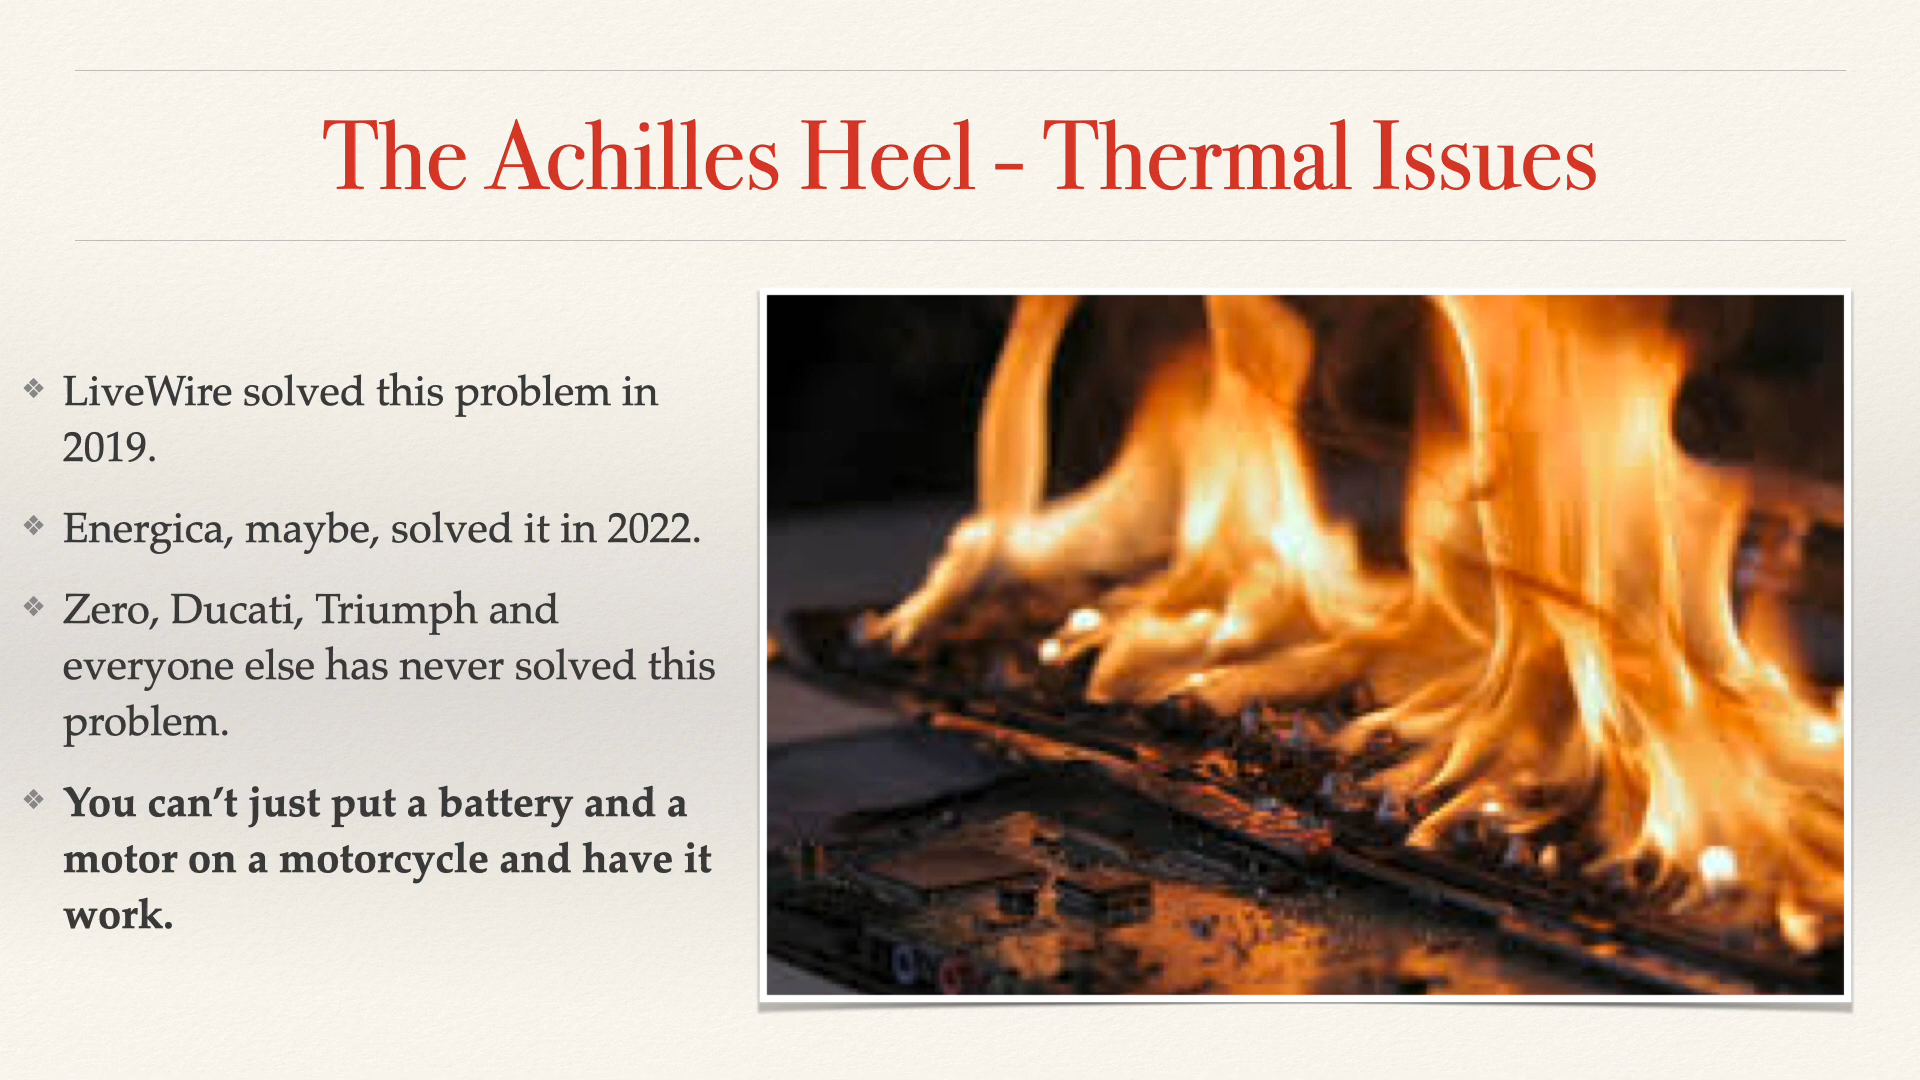 The Achilles Heel - Thermal Issues
❖ LiveWire solved this problem in
2019.
❖ Energica, maybe, solved it in 2022.
❖ Zero, Ducati, Triumph and
everyone else has never solved this
problem.
❖ You can’t just put a battery and a
motor on a motorcycle and have it
work.